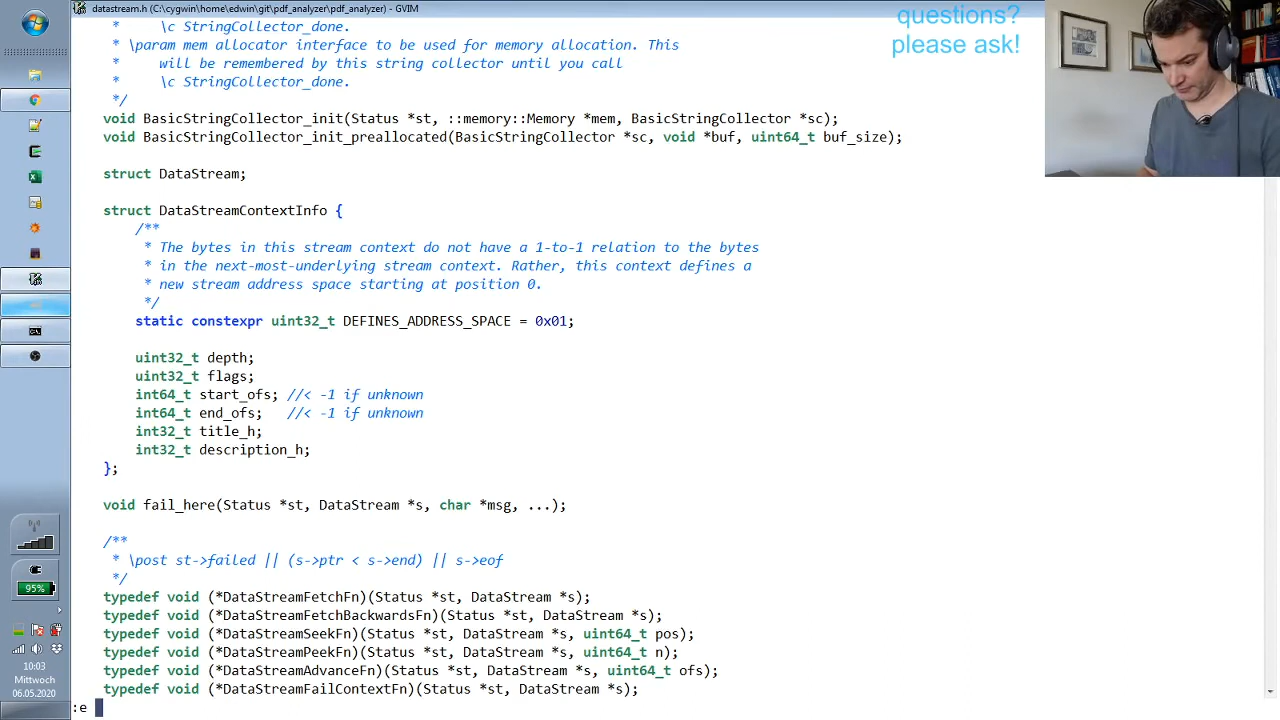 datastream.h (C:\cygwin\home\edwin\git\pdf_analyzer\pdf_analyzer) - GVIM
questions?
please ask!
*       \c StringCollector_done.
* \param mem allocator interface to be used for memory allocation. This
*     will be remembered by this string collector until you call
*     \c StringCollector_done.
*/
void BasicStringCollector_init(Status *st, ::memory::Memory *mem, BasicStringCollector *sc);
void BasicStringCollector_init_preallocated(BasicStringCollector *sc, void *buf, uint64_t buf_size);
struct DataStream;
struct DataStreamContextInfo {
/**
* The bytes in this stream context do not have a 1-to-1 relation to the bytes
* in the next-most-underlying stream context. Rather, this context defines a
* new stream address space starting at position 0.
*/
static constexpr uint32_t DEFINES_ADDRESS_SPACE = 0x01;
uint32_t depth;
uint32_t flags;
int64_t start_ofs; //< -1 if unknown
int64_t end_ofs;   //< -1 if unknown
int32_t title_h;
int32_t description_h;
};
void fail_here(Status *st, DataStream *s, char *msg, ...);
/**
* \post st->failed || (s->ptr < s->end) || s->eof
*/
typedef void (*DataStreamFetchFn)(Status *st, DataStream *s);
typedef void (*DataStreamFetchBackwardsFn)(Status *st, DataStream *s);
typedef void (*DataStreamSeekFn)(Status *st, DataStream *s, uint64_t pos);
typedef void (*DataStreamPeekFn)(Status *st, DataStream *s, uint64_t n);
typedef void (*DataStreamAdvanceFn)(Status *st, DataStream *s, uint64_t ofs);
typedef void (*DataStreamFailContextFn)(Status *st, DataStream *s);
:e
95%
10:03
Mittwoch
06.05.2020